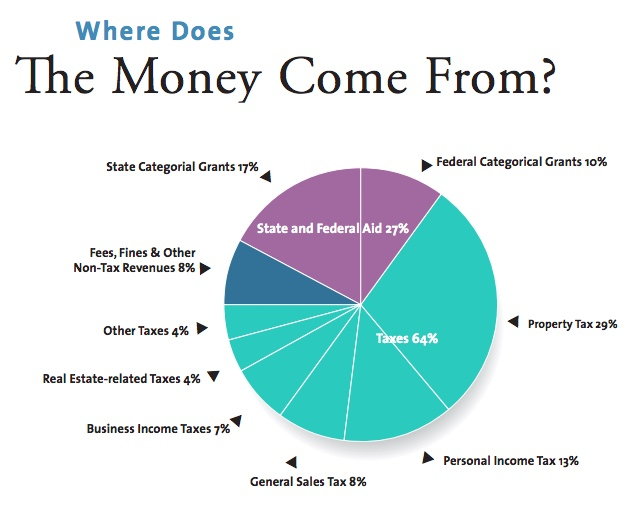 Where Does
The Money Come From?
State Categorial Grants 17%
Federal Categorical Grants 10%
State and Federal Aid 27%
Fees, Fines & Other
Non-Tax Revenues 8%
Other Taxes 4%
Property Tax 29%
Taxes 64%
Real Estate-related Taxes 4%
Business Income Taxes 7%
Personal Income Tax 13%
General Sales Tax 8%